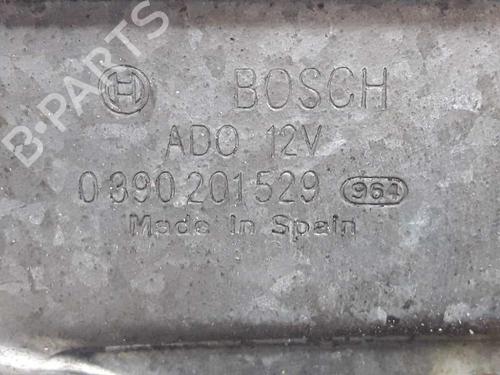 B-PARTS
BOSCH
ADO 12V
0 390 201 529 964
Made In Spain